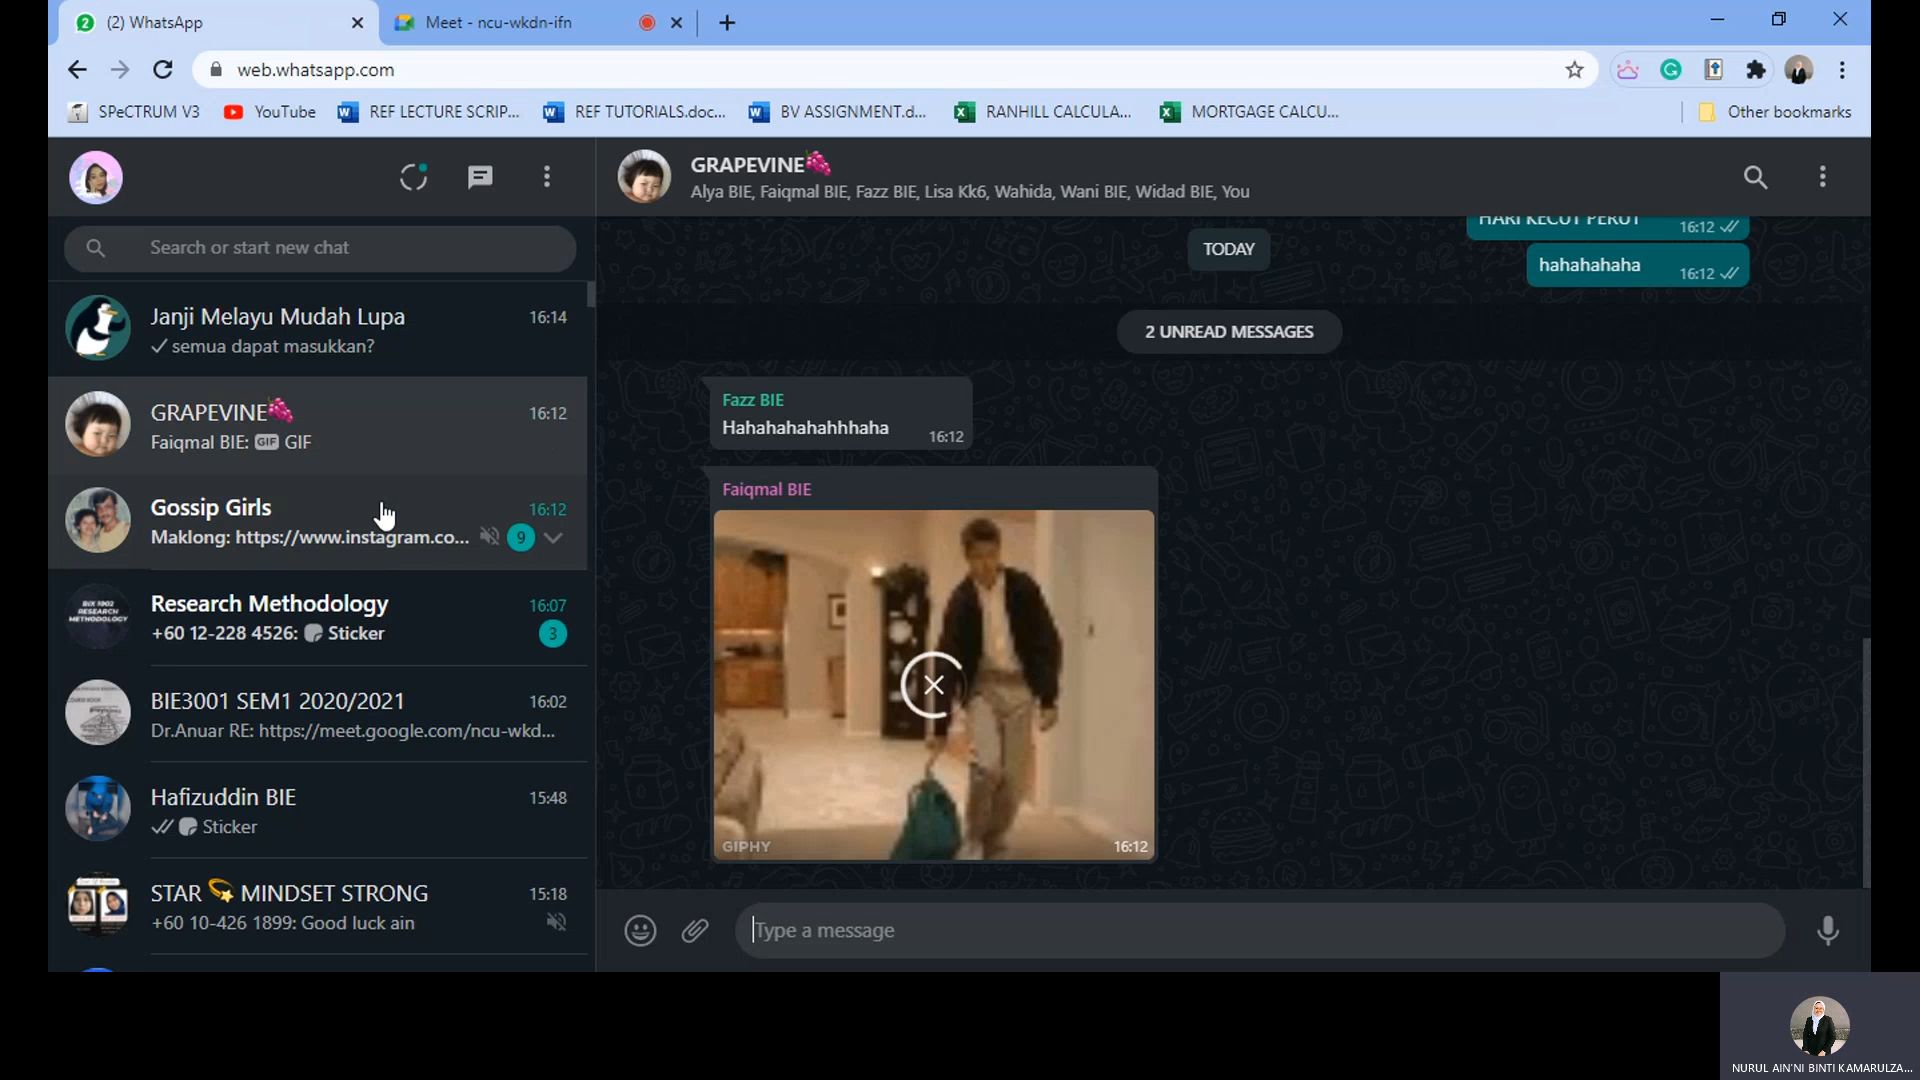 (2) WhatsApp
Meet - ncu-wkdn-ifn
web.whatsapp.com
SPeCTRUM V3
YouTube
REF LECTURE SCRIP...
REF TUTORIALS.doc...
BV ASSIGNMENT.d...
RANHILL CALCULA...
MORTGAGE CALCU...
Other bookmarks
GRAPEVINE🍇
Alya BIE, Faiqmal BIE, Fazz BIE, Lisa Kk6, Wahida, Wani BIE, Widad BIE, You
Search or start new chat
Janji Melayu Mudah Lupa 16:14
semua dapat masukkan?
GRAPEVINE🍇 16:12
Faiqmal BIE: GIF GIF
Gossip Girls 16:12
Maklong: https://www.instagram.co... 9
Research Methodology 16:07
+60 12-228 4526: Sticker 3
BIX 1902
RESEARCH
METHODOLOGY
BIE3001 SEM1 2020/2021 16:02
Dr.Anuar RE: https://meet.google.com/ncu-wkd...
Hafizuddin BIE 15:48
Sticker
STAR 💫 MINDSET STRONG 15:18
+60 10-426 1899: Good luck ain
HARI KECUT PERUT 16:12
TODAY
hahahahaha 16:12
2 UNREAD MESSAGES
Fazz BIE
Hahahahahahhhaha 16:12
Faiqmal BIE
GIPHY 16:12
Type a message
NURUL AIN'NI BINTI KAMARULZA...